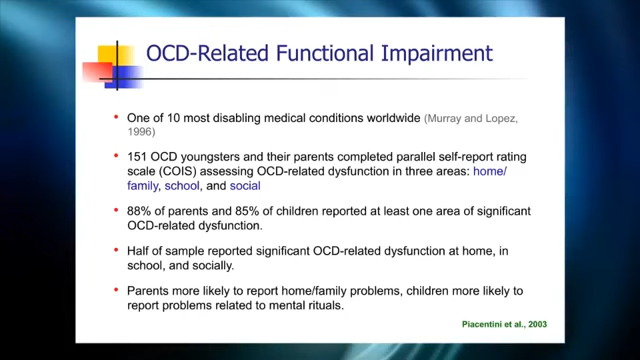 OCD-Related Functional Impairment
• One of 10 most disabling medical conditions worldwide (Murray and Lopez,
1996)
• 151 OCD youngsters and their parents completed parallel self-report rating
scale (COIS) assessing OCD-related dysfunction in three areas: home/
family, school, and social
• 88% of parents and 85% of children reported at least one area of significant
OCD-related dysfunction.
• Half of sample reported significant OCD-related dysfunction at home, in
school, and socially.
• Parents more likely to report home/family problems, children more likely to
report problems related to mental rituals.
Piacentini et al., 2003